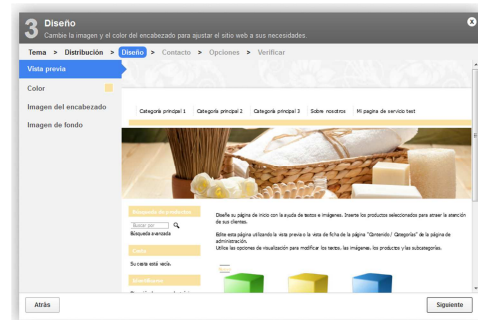 3 Diseño
Cambie la imagen y el color del encabezado para ajustar el sitio web a sus necesidades.
Tema > Distribución > Diseño > Contacto > Opciones > Verificar
Vista previa
Color
Imagen del encabezado
Imagen de fondo
Categoría principal 1 Categoría principal 2 Categoría principal 3 Sobre nosotros Mi pagina de servicio test
Búsqueda de productos
Buscar por
Búsqueda avanzada
Cesta
Su cesta está vacía.
Diseñe su página de inicio con la ayuda de textos e imágenes. Inserte los productos seleccionados para atraer la atención
de sus clientes.
Edite esta página utilizando la vista previa o la vista de ficha de la página "Contenido/ Categorías" de la página de
administración.
Utilice las opciones de visualización para modificar los textos, las imágenes, los productos y las subcategorías.
Atrás
Siguiente